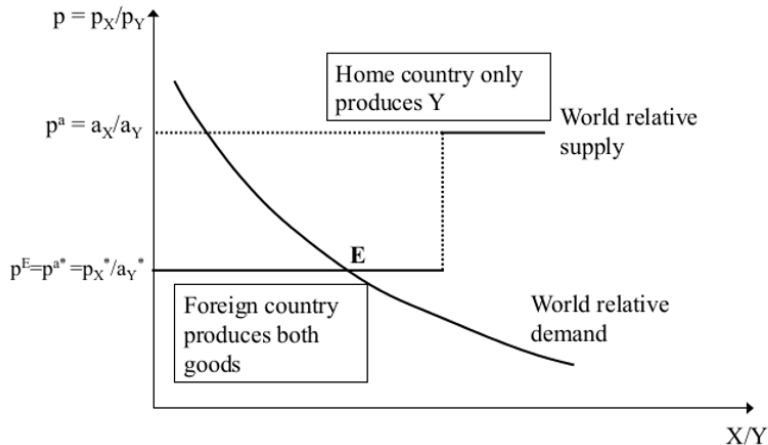 p = pX/pY
Home country only
produces Y
pa = aX/aY
World relative
supply
E
pE=pa* =pX*/aY*
Foreign country
produces both
goods
World relative
demand
X/Y